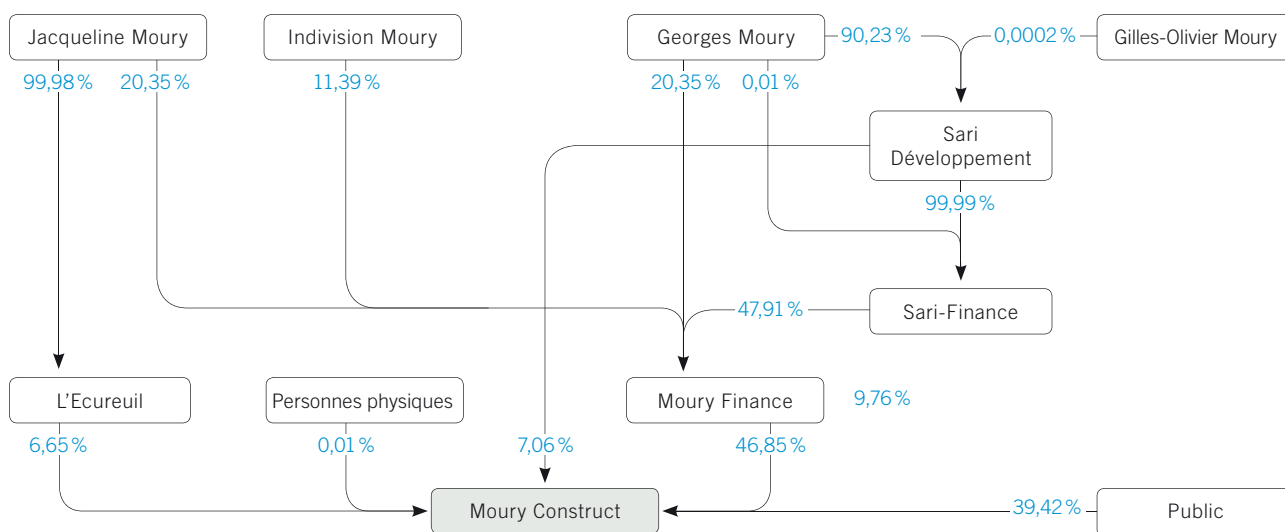 Jacqueline Moury
Indivision Moury
Georges Moury
90,23 %
0,0002 %
Gilles-Olivier Moury
99,98 %
20,35 %
11,39 %
20,35 %
0,01 %
Sari
Développement
99,99 %
47,91 %
Sari-Finance
L'Ecureuil
Personnes physiques
Moury Finance
9,76 %
6,65 %
0,01 %
7,06 %
46,85 %
Moury Construct
39,42 %
Public